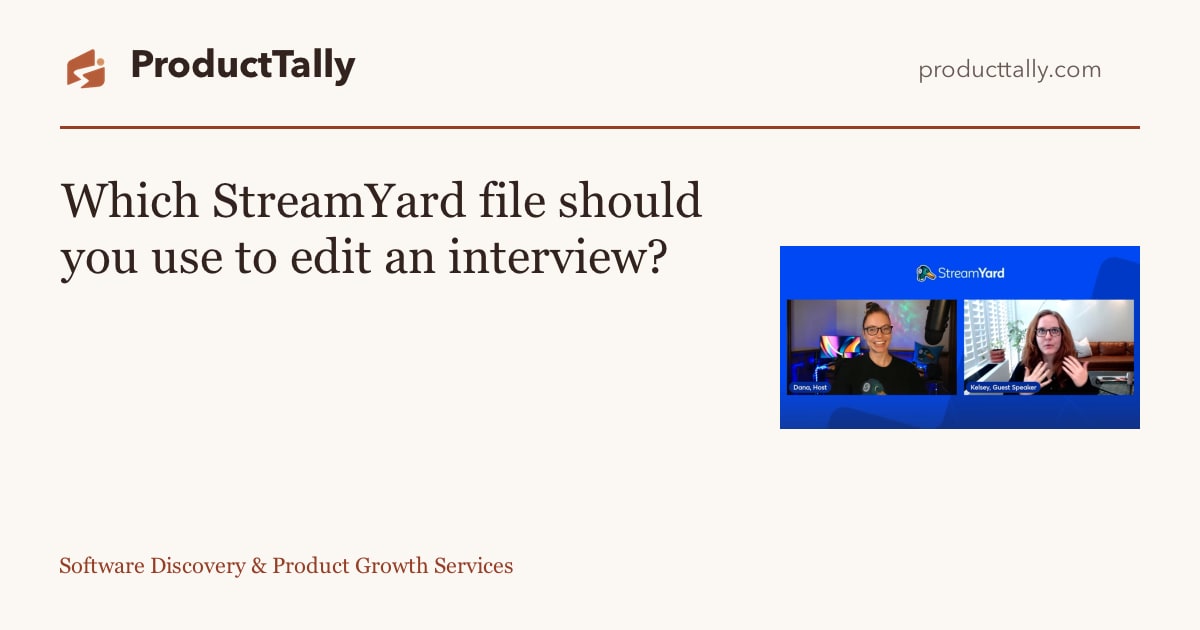 ProductTally
producttally.com
Which StreamYard file should
you use to edit an interview?
StreamYard
Dana, Host
Kelsey, Guest Speaker
Software Discovery & Product Growth Services